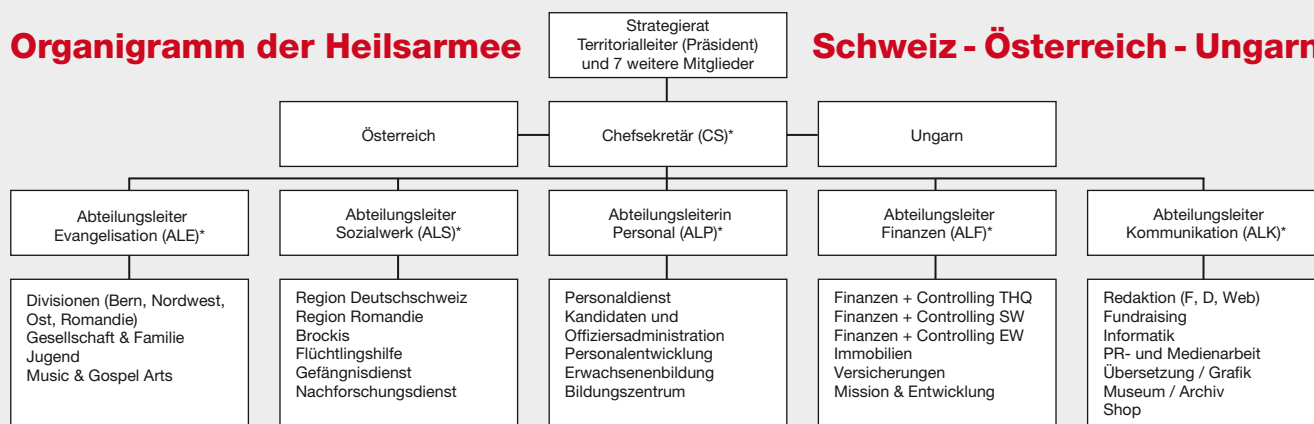 Organigramm der Heilsarmee
Strategierat
Territorialleiter (Präsident)
und 7 weitere Mitglieder
Schweiz - Österreich - Ungarn
Österreich
Chefsekretär (CS)*
Ungarn
Abteilungsleiter
Evangelisation (ALE)*
Abteilungsleiter
Sozialwerk (ALS)*
Abteilungsleiterin
Personal (ALP)*
Abteilungsleiter
Finanzen (ALF)*
Abteilungsleiter
Kommunikation (ALK)*
Divisionen (Bern, Nordwest,
Ost, Romandie)
Gesellschaft & Familie
Jugend
Music & Gospel Arts
Region Deutschschweiz
Region Romandie
Brockis
Flüchtlingshilfe
Gefängnisdienst
Nachforschungsdienst
Personaldienst
Kandidaten und
Offiziersadministration
Personalentwicklung
Erwachsenenbildung
Bildungszentrum
Finanzen + Controlling THQ
Finanzen + Controlling SW
Finanzen + Controlling EW
Immobilien
Versicherungen
Mission & Entwicklung
Redaktion (F, D, Web)
Fundraising
Informatik
PR- und Medienarbeit
Übersetzung / Grafik
Museum / Archiv
Shop